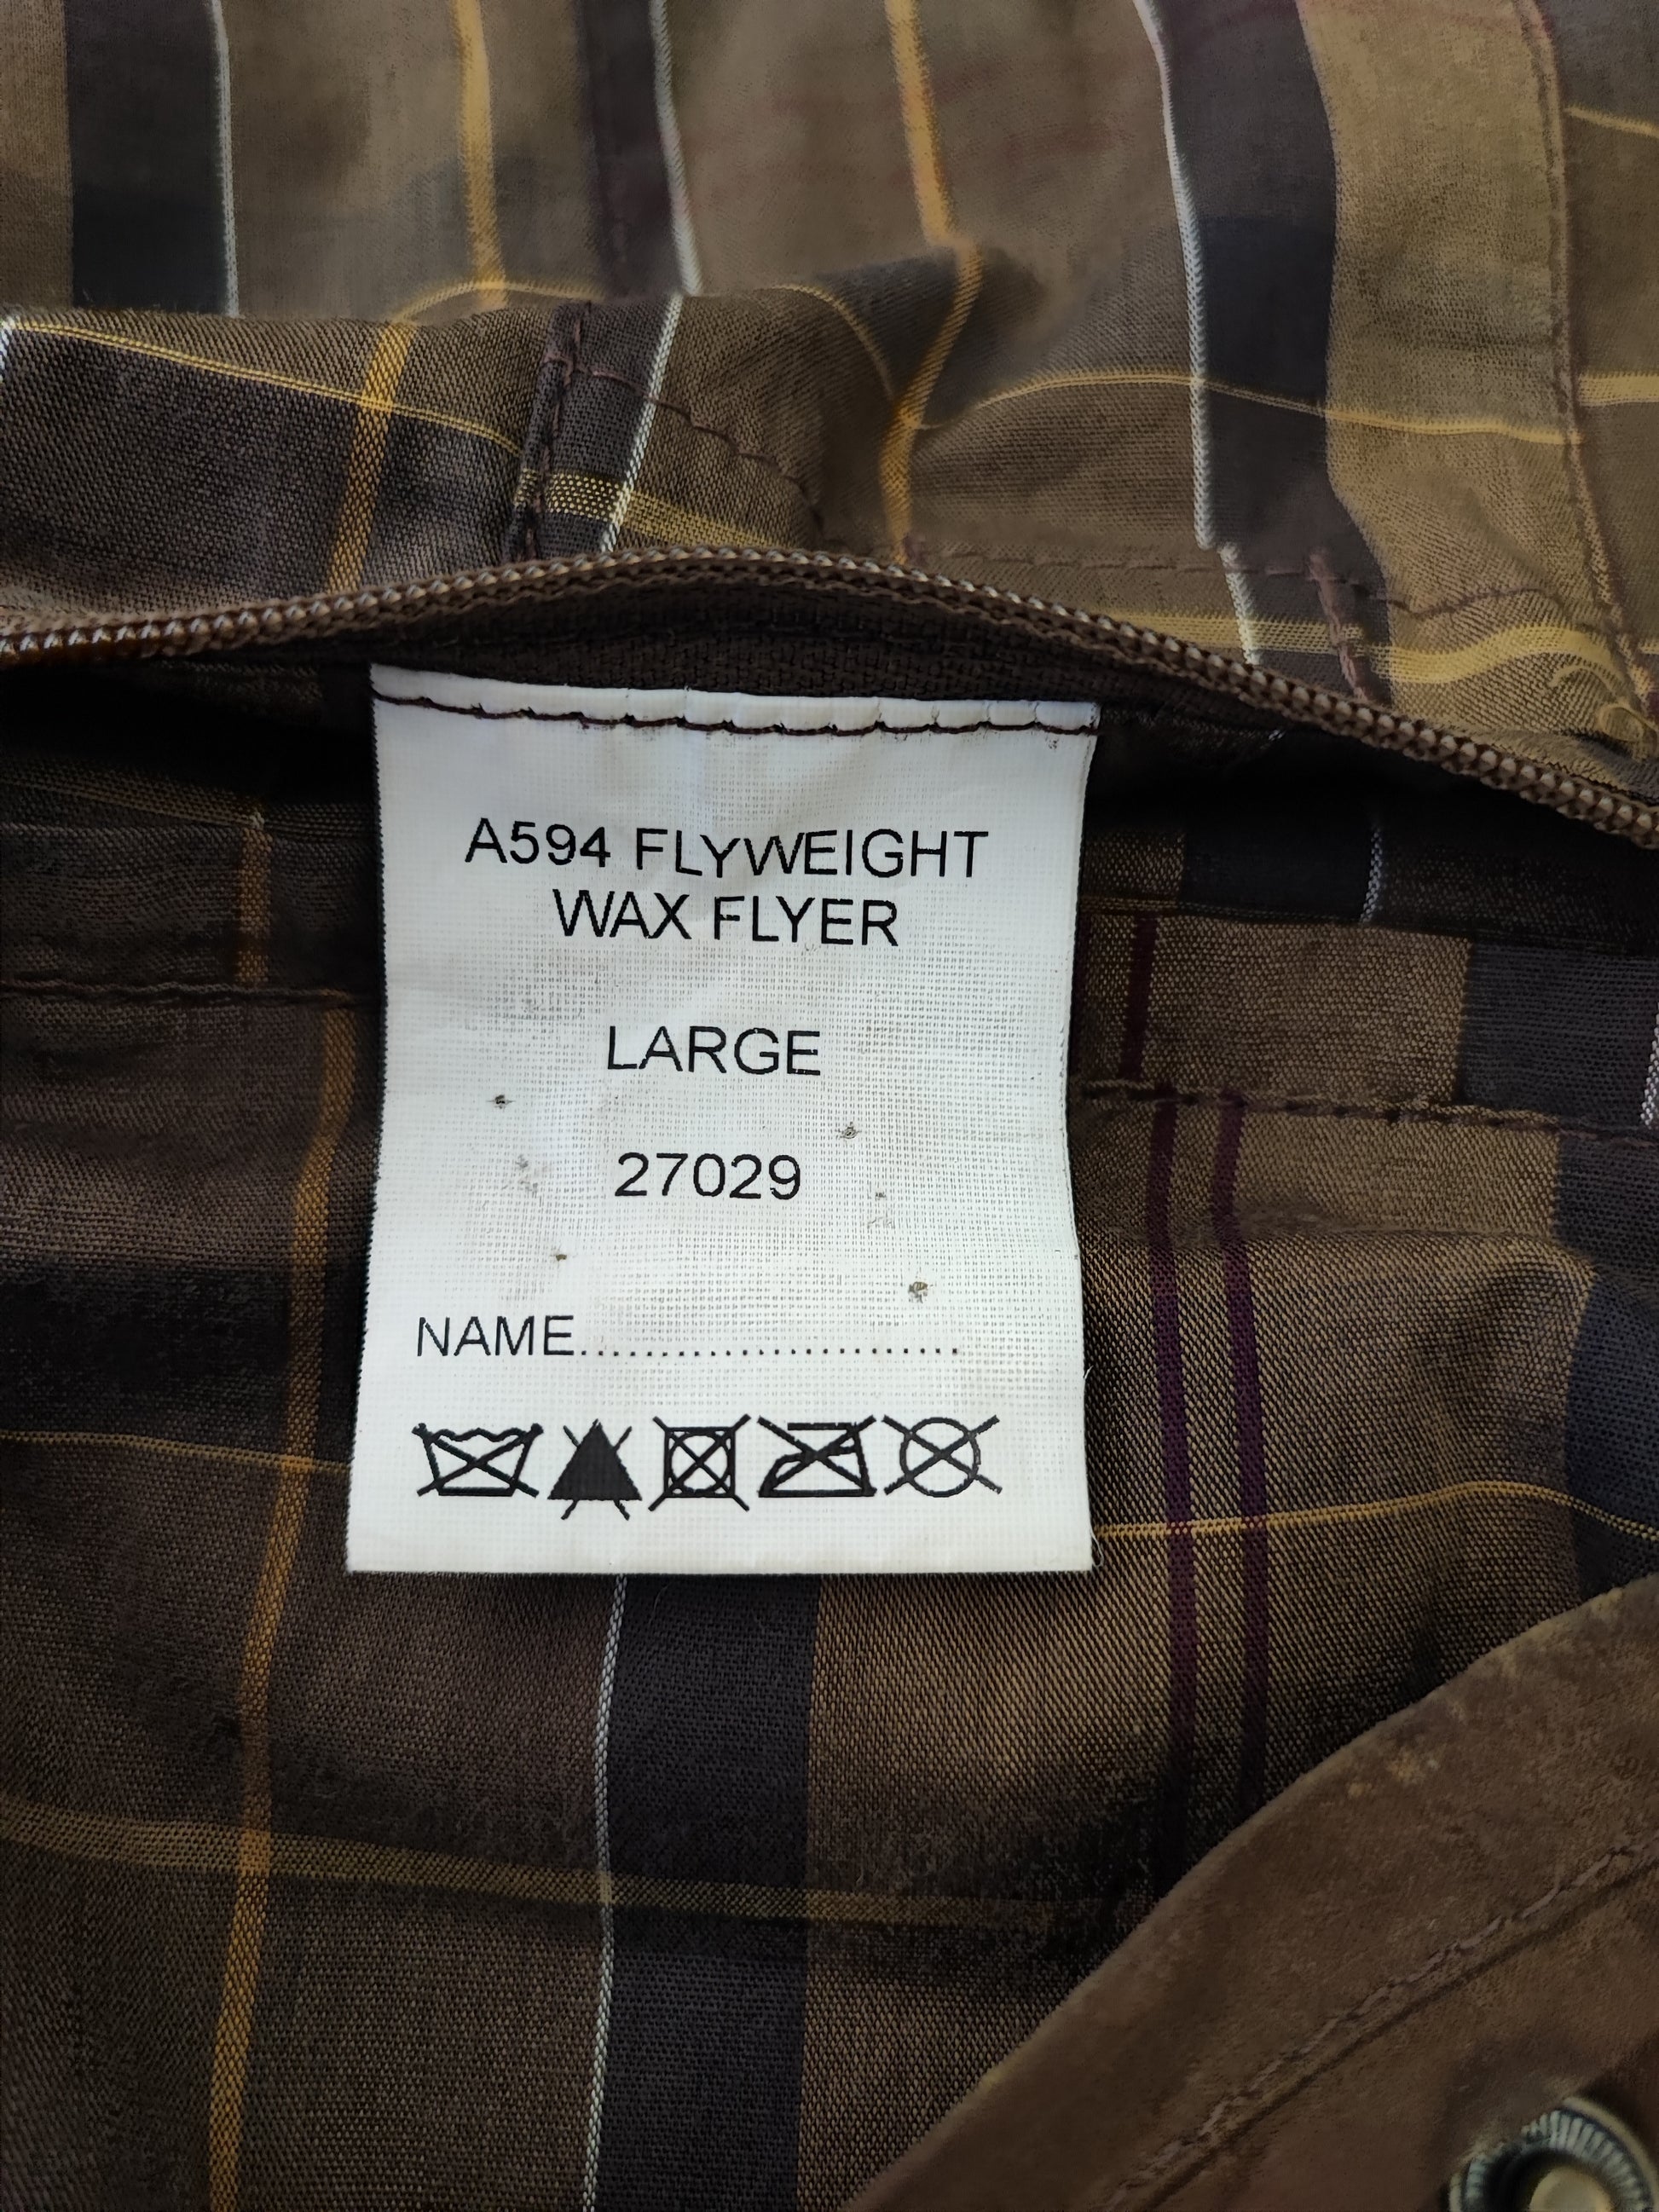 A594 FLYWEIGHT
WAX FLYER
LARGE
27029
NAME.............................